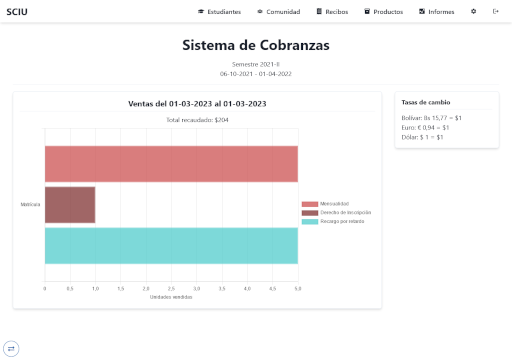 SCIU
Estudiantes
Comunidad
Recibos
Productos
Informes
Sistema de Cobranzas
Semestre 2021-II
06-10-2021 - 01-04-2022
Ventas del 01-03-2023 al 01-03-2023
Total recaudado: $204
Matrícula
Mensualidad
Derecho de inscripción
Recargo por retardo
0
0,5
1,0
1,5
2,0
2,5
3,0
3,5
4,0
4,5
5,0
Unidades vendidas
Tasas de cambio
Bolívar: Bs 15,77 = $1
Euro: € 0,94 = $1
Dólar: $ 1 = $1